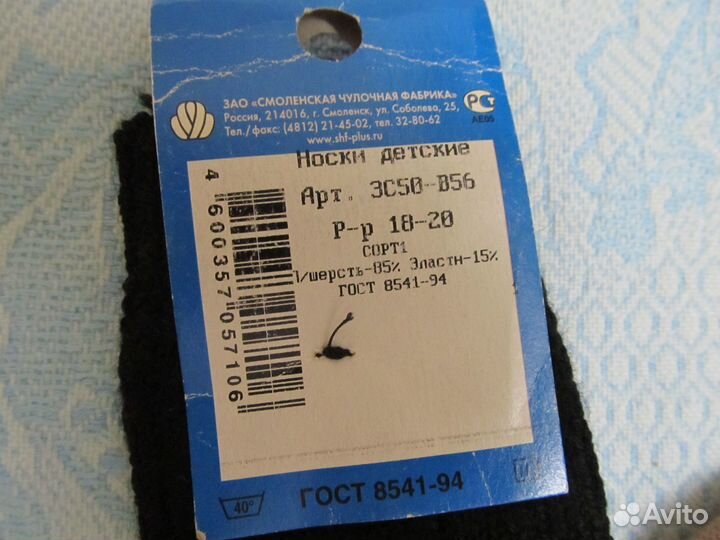 ЗАО «СМОЛЕНСКАЯ ЧУЛОЧНАЯ ФАБРИКА»
Россия, 214016, г. Смоленск, ул. Соболева, 25,
Тел./факс: (4812) 21-45-02, тел. 32-80-62
www.shf-plus.ru
РСТ
АЕ05
Носки детские
Арт. 3С50-В56
Р-р 18-20
СОРТ1
П/шерсть-85% Эластн-15%
ГОСТ 8541-94
4 600357 057106
40°
ГОСТ 8541-94
Avito